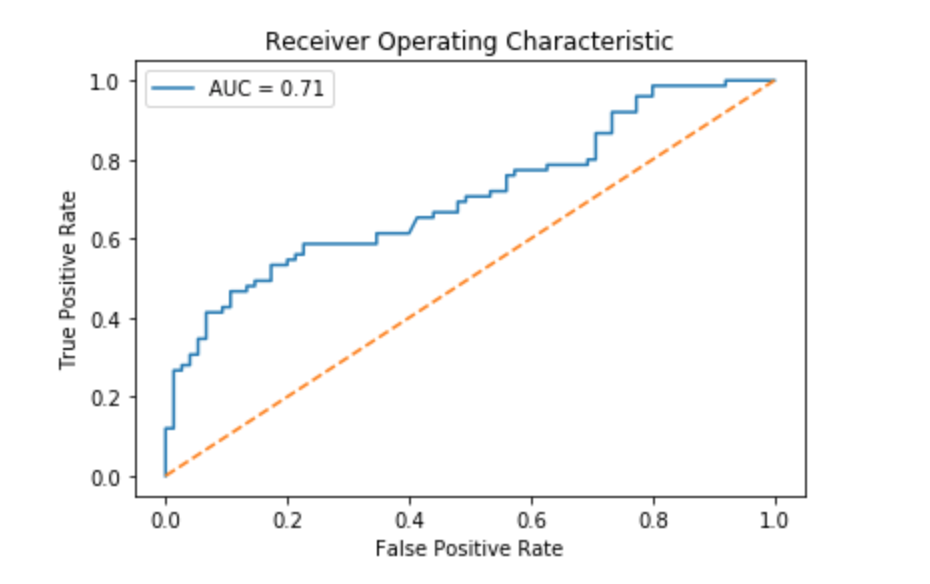 Receiver Operating Characteristic
AUC = 0.71
True Positive Rate
1.0
0.8
0.6
0.4
0.2
0.0
0.0 0.2 0.4 0.6 0.8 1.0
False Positive Rate